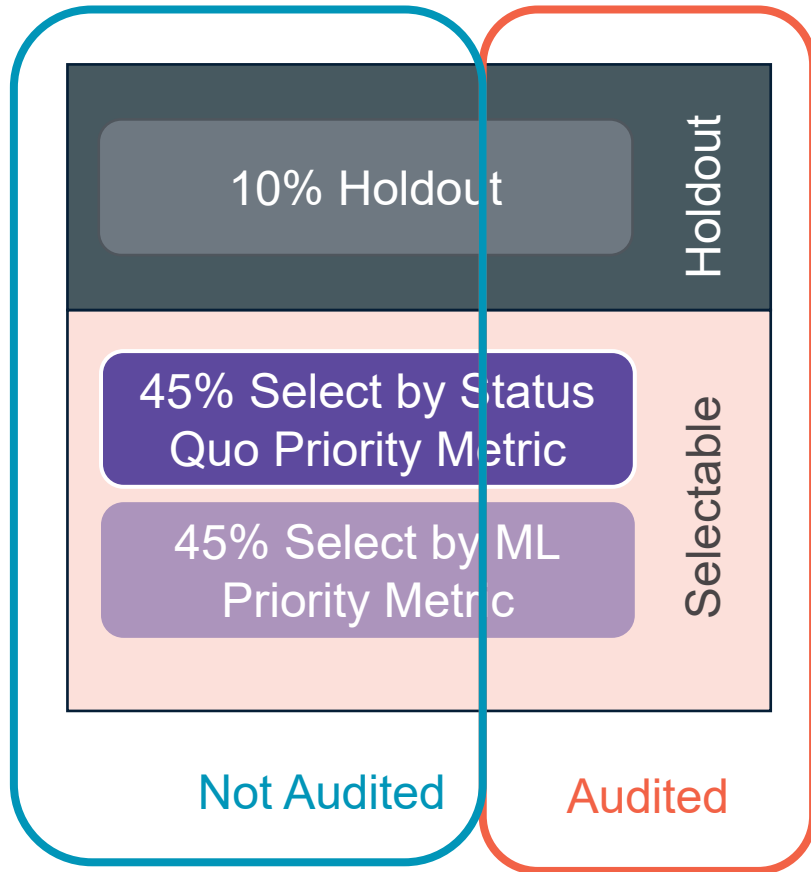 10% Holdout
Holdout
45% Select by Status
Quo Priority Metric
45% Select by ML
Priority Metric
Selectable
Not Audited
Audited